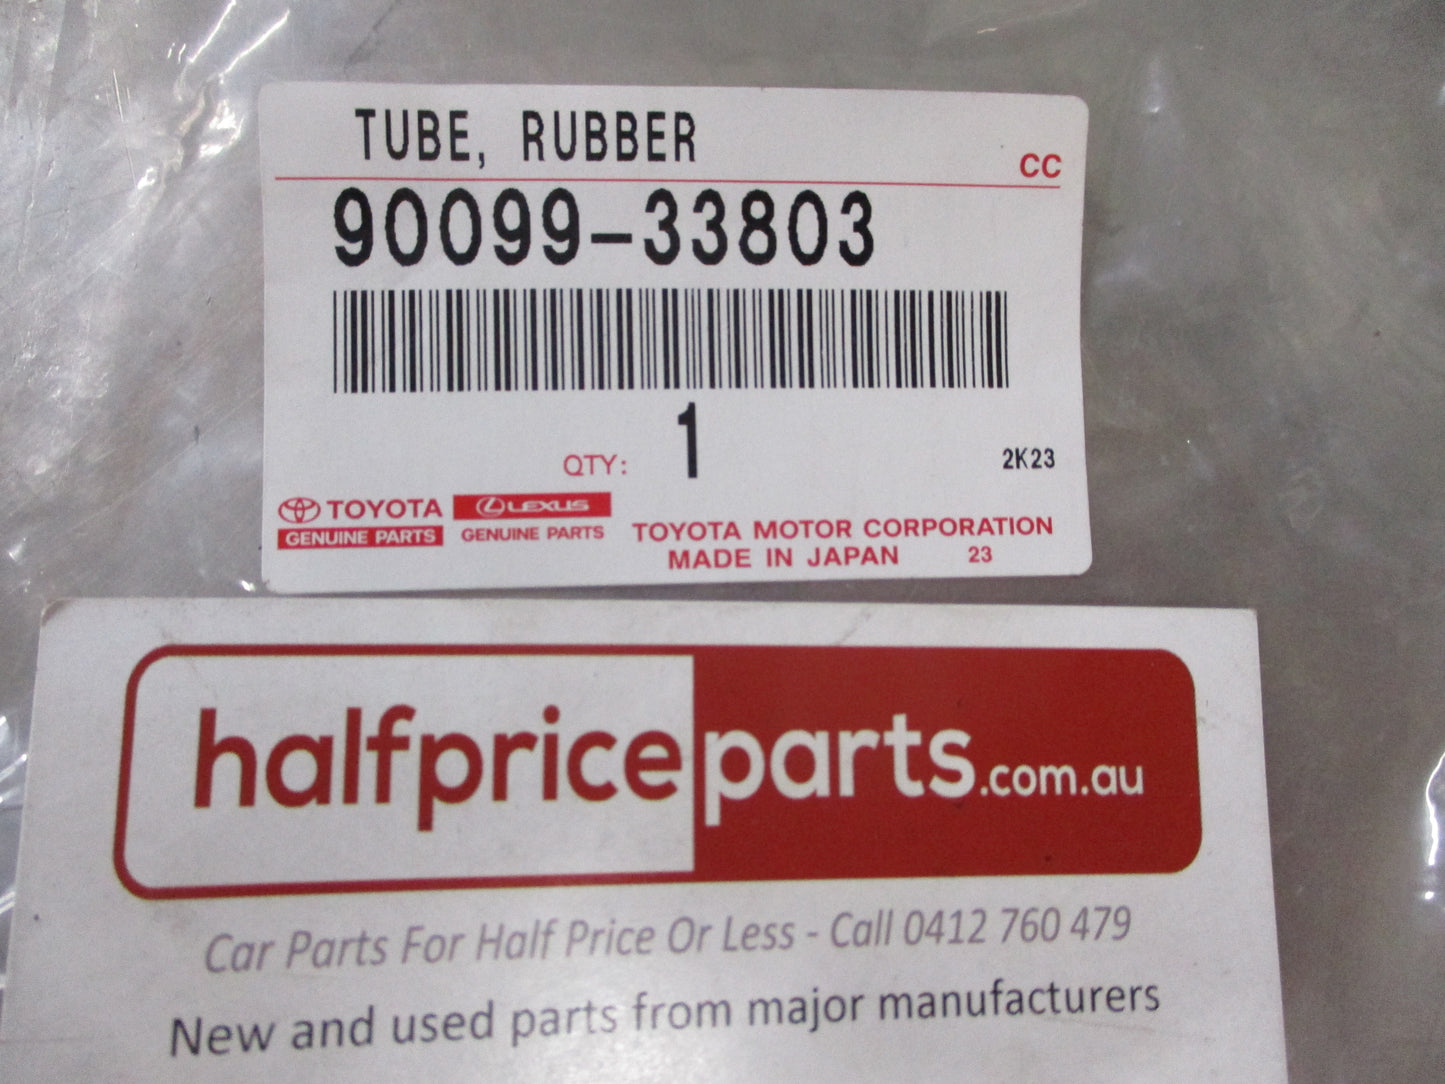 TUBE, RUBBER
CC
90099-33803
QTY: 1
2K23
TOYOTA
GENUINE PARTS
LEXUS
GENUINE PARTS
TOYOTA MOTOR CORPORATION
MADE IN JAPAN 23
halfpriceparts.com.au
Car Parts For Half Price Or Less - Call 0412 760 479
New and used parts from major manufacturers